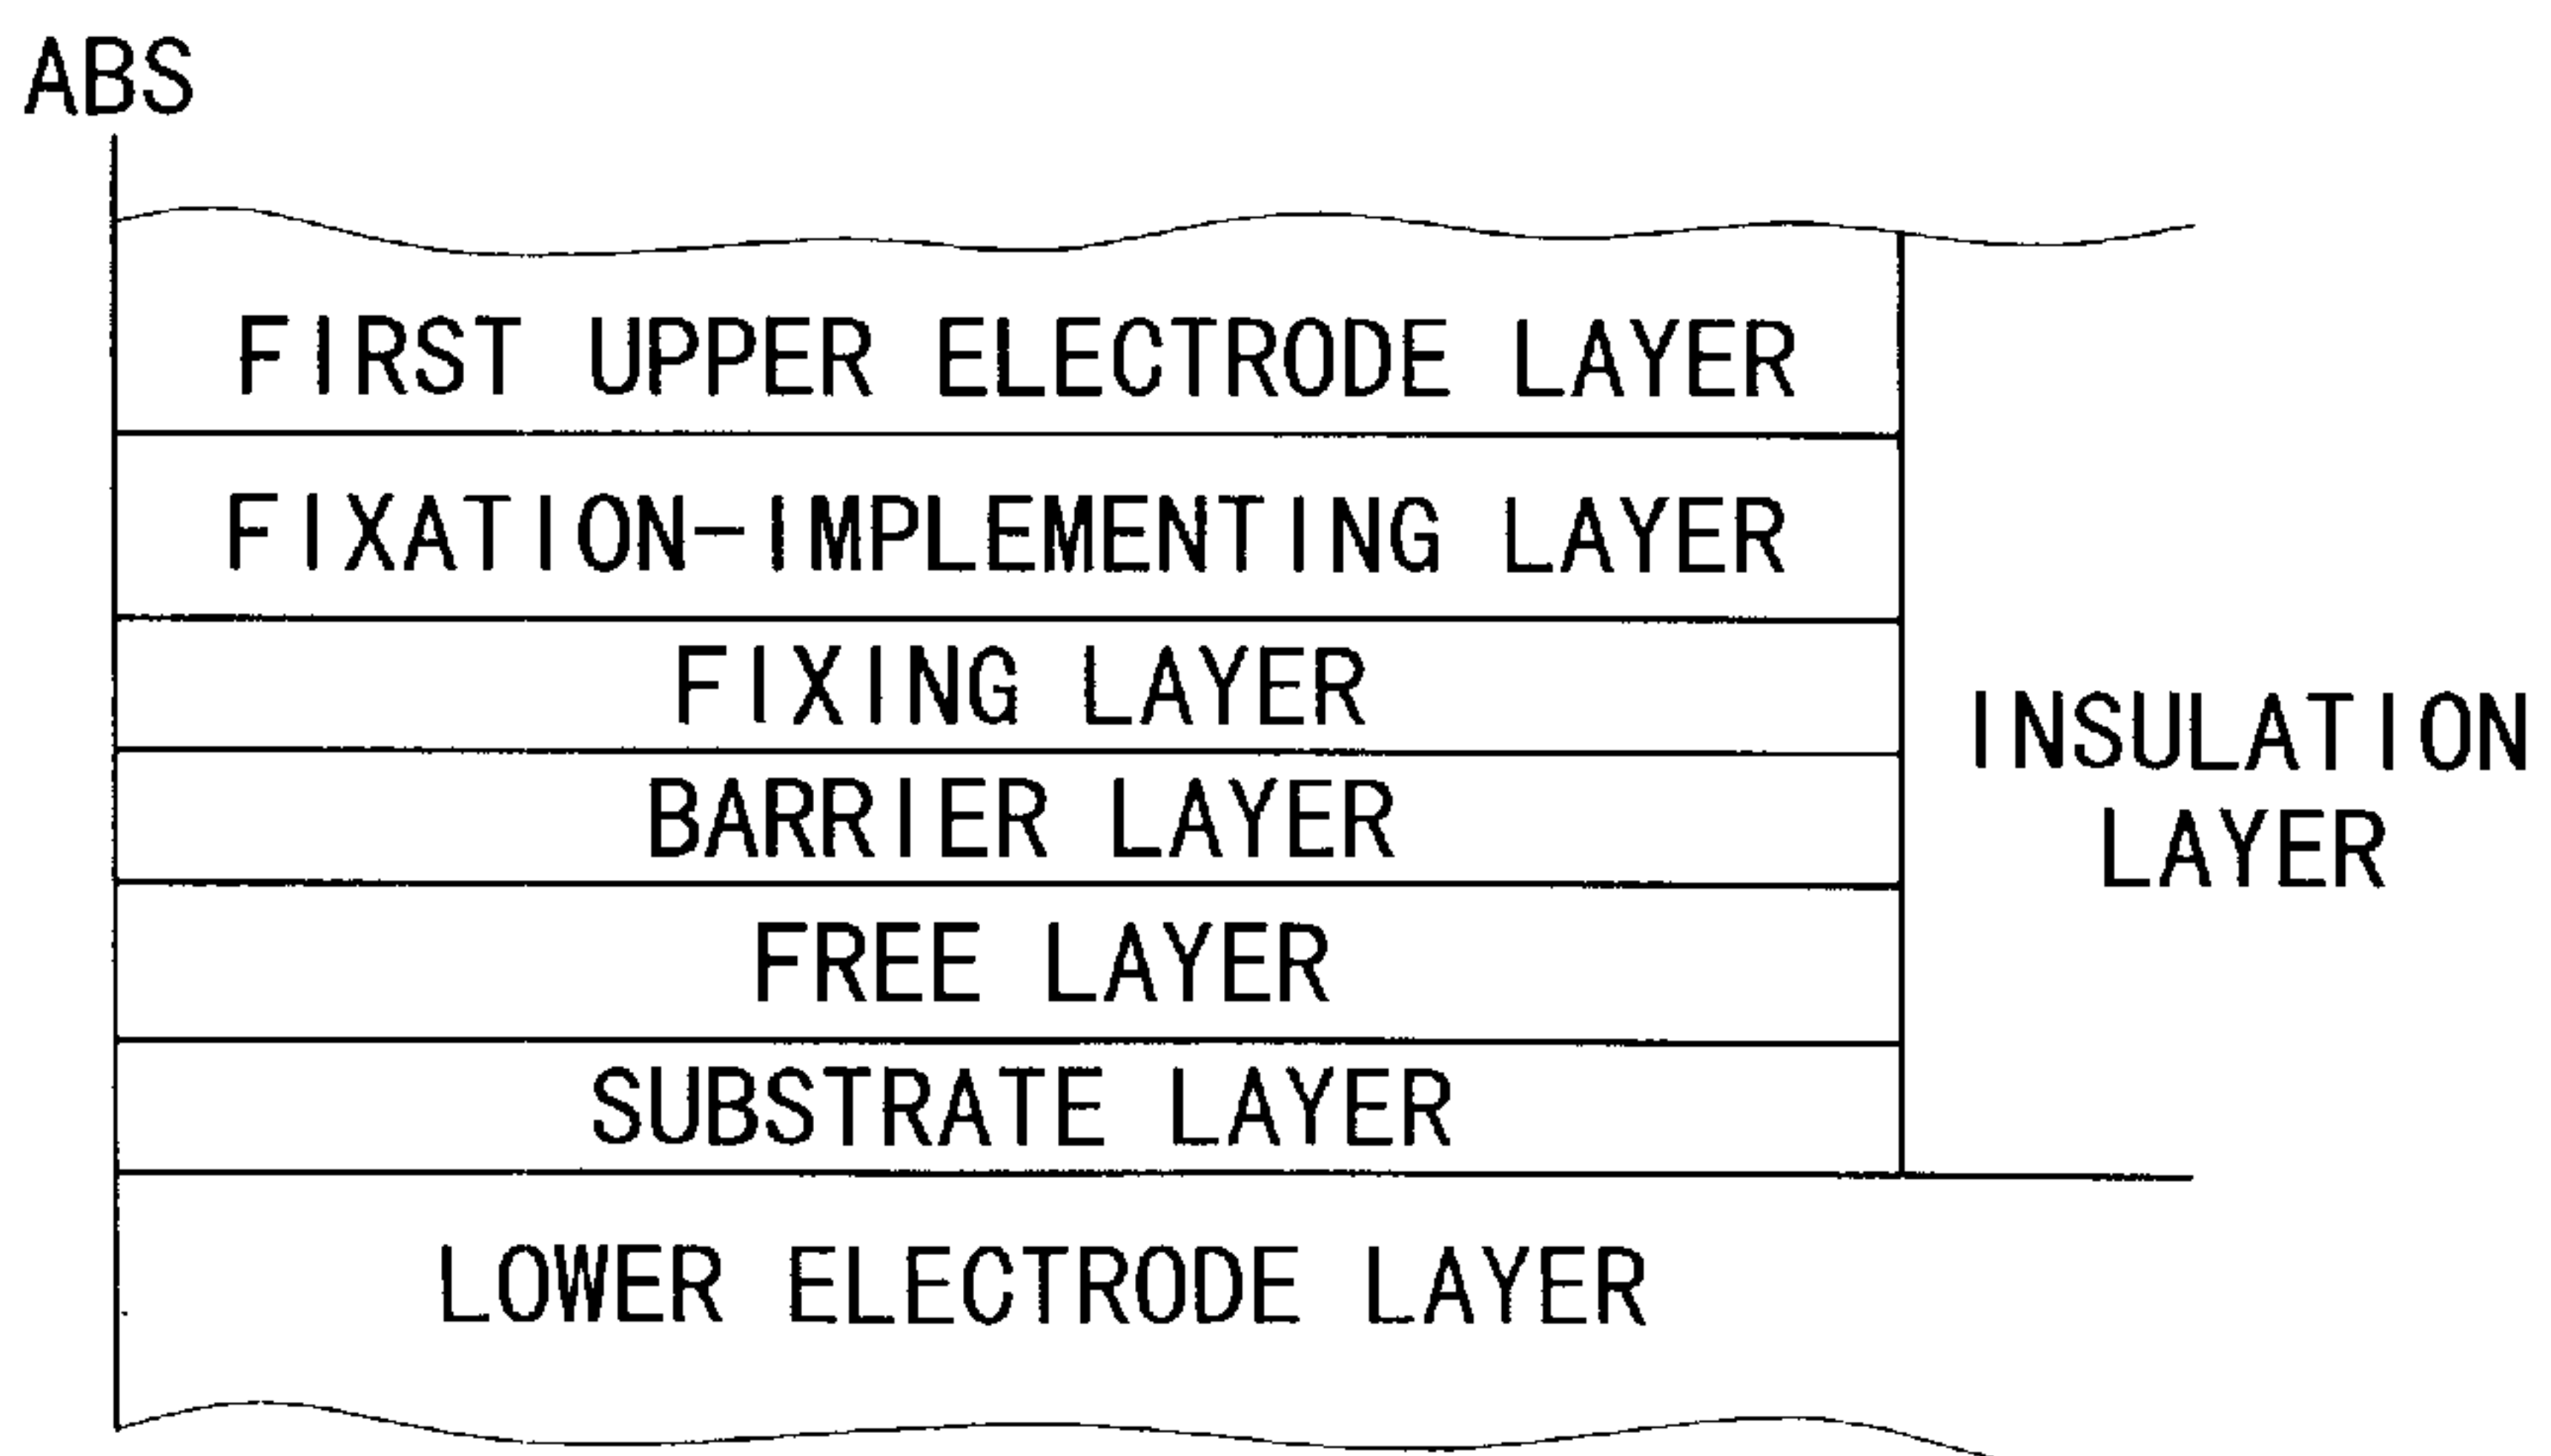 ABS
FIRST UPPER ELECTRODE LAYER
FIXATION-IMPLEMENTING LAYER
FIXING LAYER
BARRIER LAYER
FREE LAYER
SUBSTRATE LAYER
LOWER ELECTRODE LAYER
INSULATION
LAYER